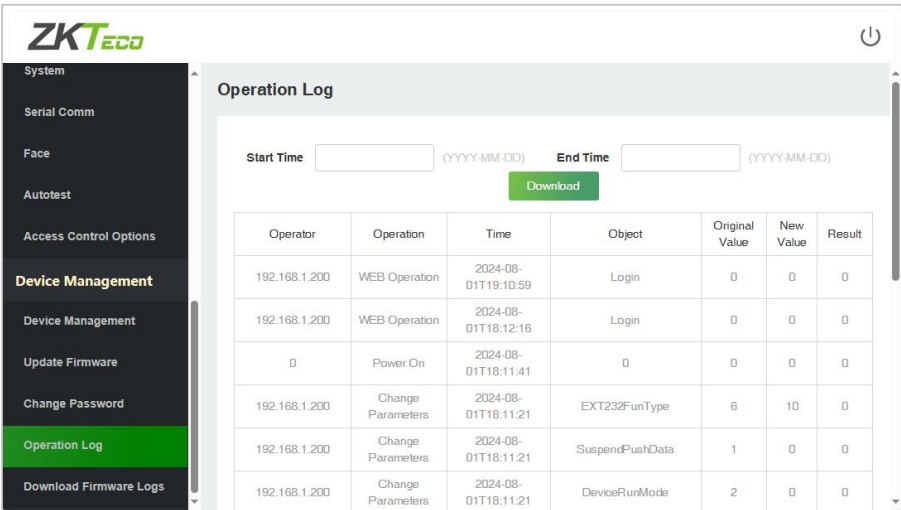 ZKTECO
System
Serial Comm
Face
Autotest
Access Control Options
Device Management
Device Management
Update Firmware
Change Password
Operation Log
Download Firmware Logs
Operation Log
Start Time (YYYY-MM-DD) End Time (YYYY-MM-DD)
Download
Operator Operation Time Object Original Value New Value Result
192.168.1.200 WEB Operation 2024-08-01T19:10:59 Login 0 0 0
192.168.1.200 WEB Operation 2024-08-01T18:12:16 Login 0 0 0
0 Power On 2024-08-01T18:11:41 0 0 0 0
192.168.1.200 Change Parameters 2024-08-01T18:11:21 EXT232FunType 6 10 0
192.168.1.200 Change Parameters 2024-08-01T18:11:21 SuspendPushData 1 0 0
192.168.1.200 Change Parameters 2024-08-01T18:11:21 DeviceRunMode 2 0 0